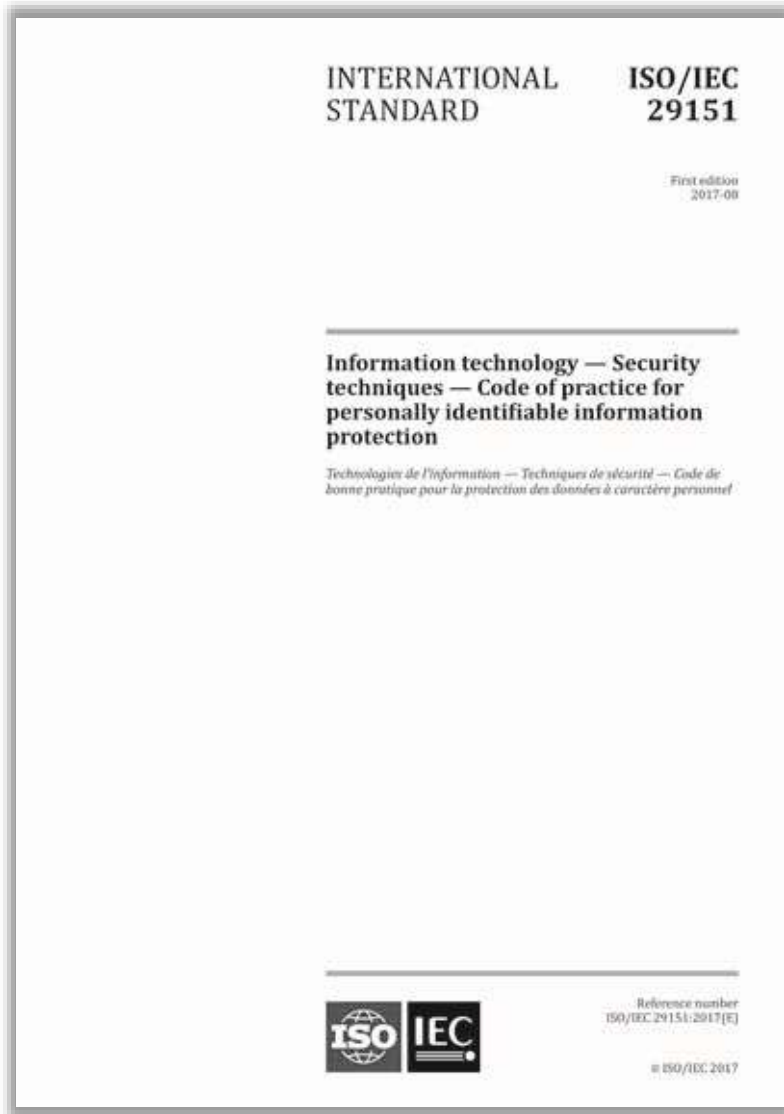 INTERNATIONAL
STANDARD
ISO/IEC
29151
First edition
2017-08
Information technology — Security
techniques — Code of practice for
personally identifiable information
protection
Technologies de l'information — Techniques de sécurité — Code de
bonne pratique pour la protection des données à caractère personnel
ISO
IEC
Reference number
ISO/IEC 29151:2017(E)
© ISO/IEC 2017